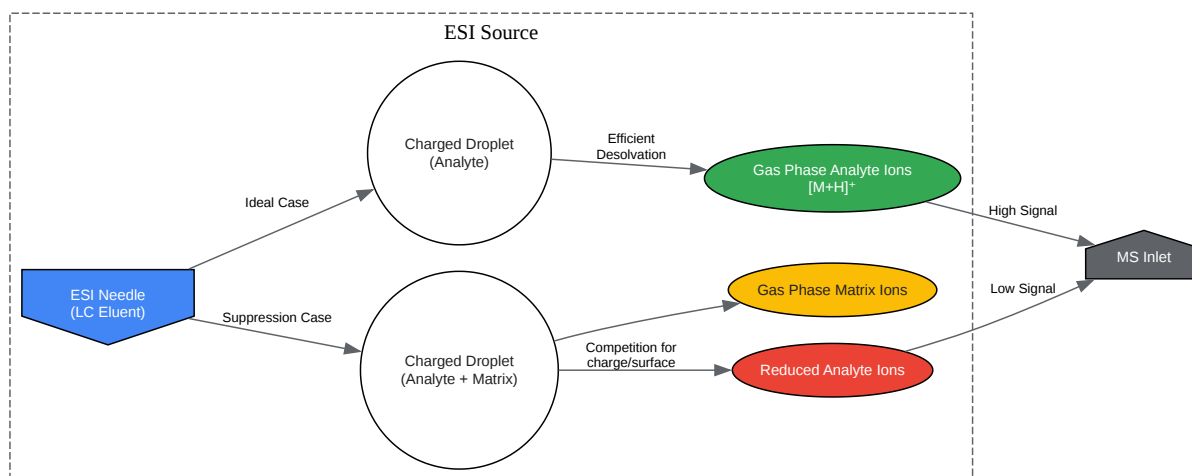 ESI Source
Charged Droplet
(Analyte)
Efficient
Desolvation
Gas Phase Analyte Ions
[M+H]⁺
Ideal Case
High Signal
ESI Needle
(LC Eluent)
MS Inlet
Suppression Case
Gas Phase Matrix Ions
Low Signal
Charged Droplet
(Analyte + Matrix)
Competition for
charge/surface
Reduced Analyte Ions